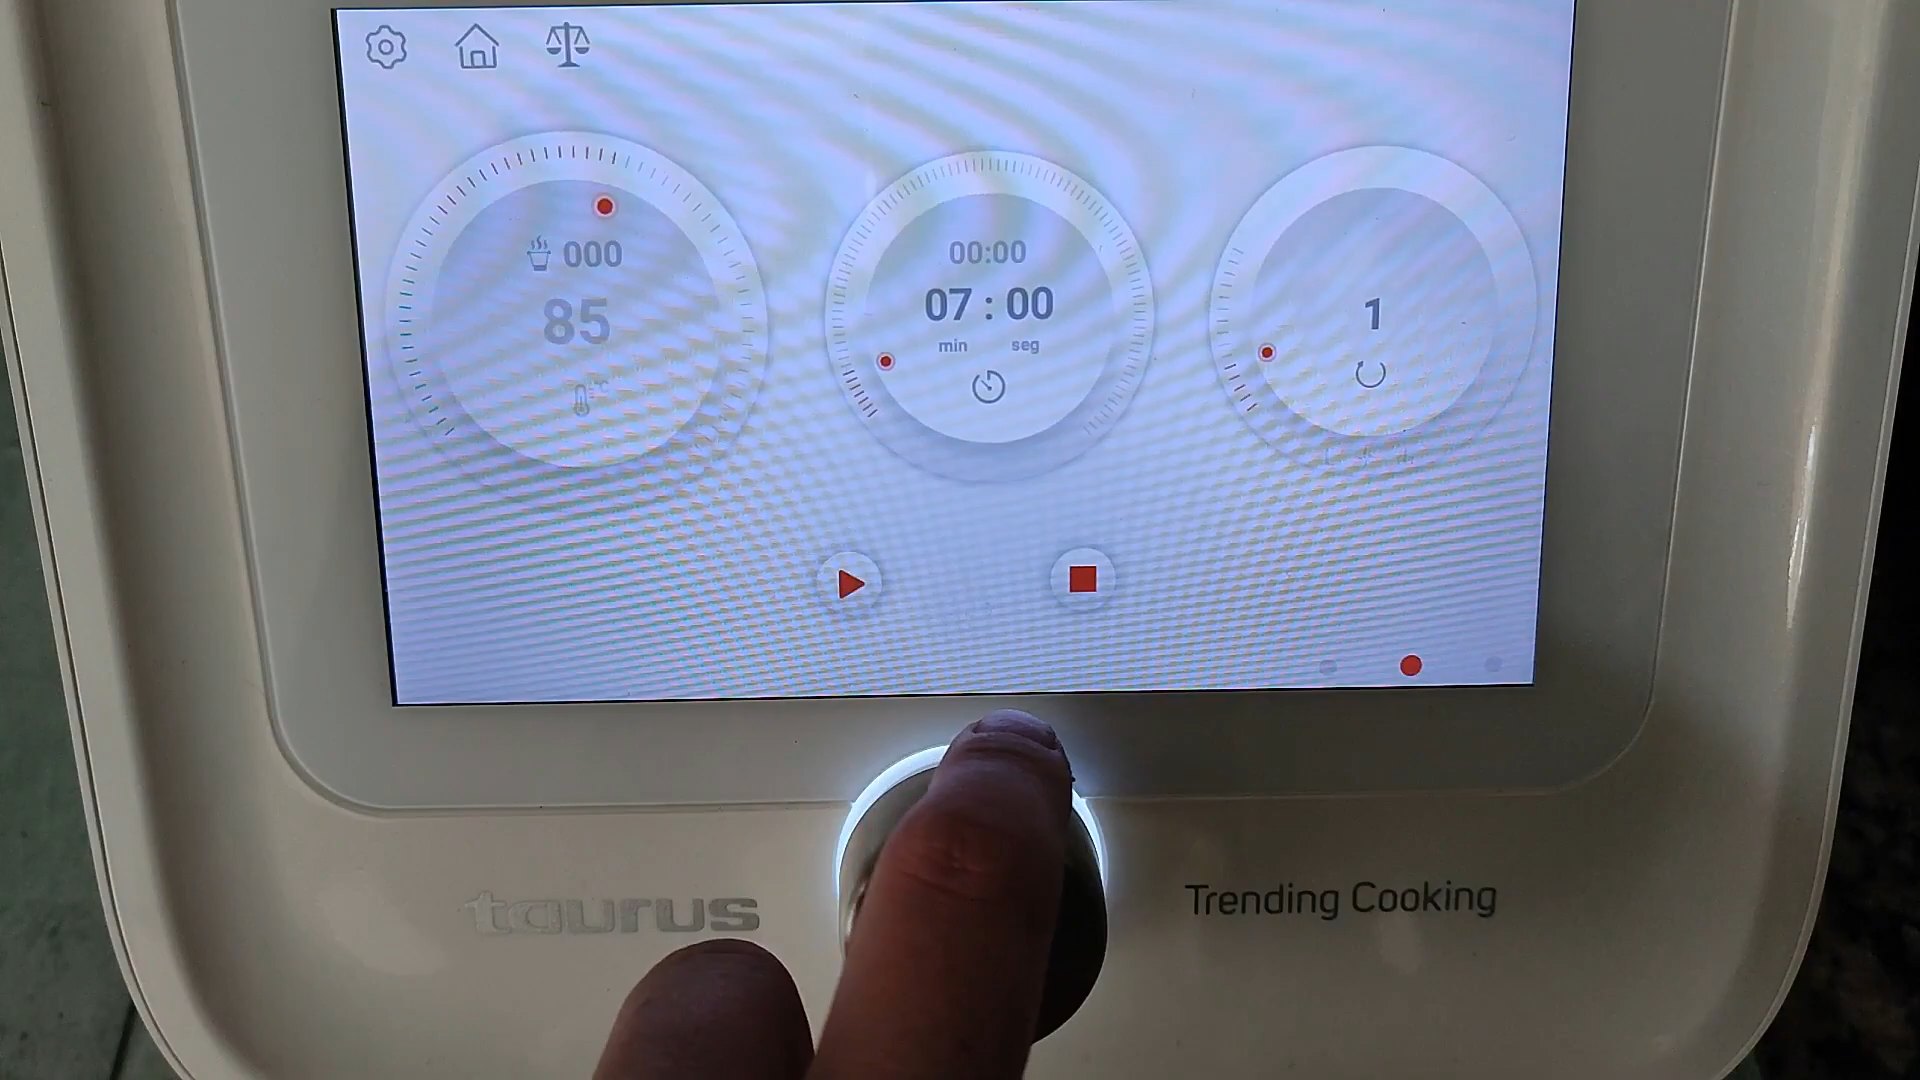 000
85
°C
00:00
07 : 00
min seg
1
taurus
Trending Cooking